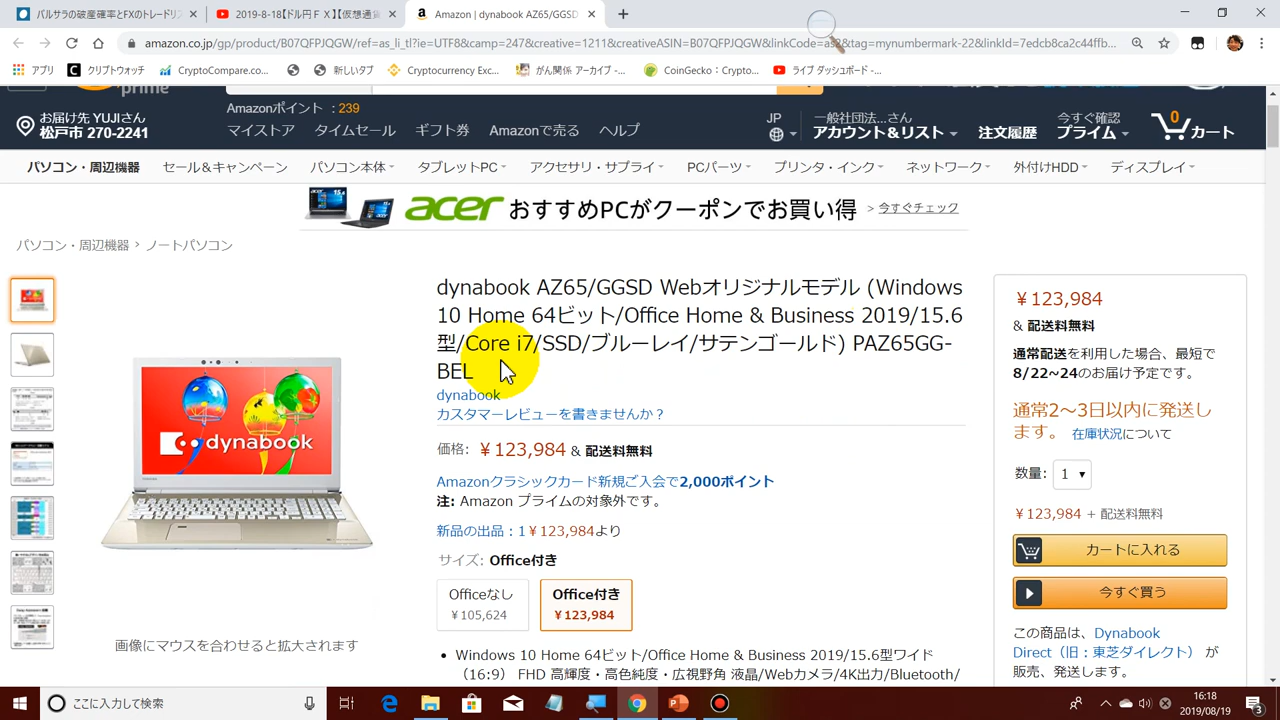 バルサラの破産確率とFXのトレードリス
2019-8-18【ドル円ＦＸ】【仮想通貨
Amazon | dynabook AZ65/GGSD
amazon.co.jp/gp/product/B07QFPJQGW/ref=as_li_tl?ie=UTF8&camp=247&creative=1211&creativeASIN=B07QFPJQGW&linkCode=as2&tag=mynumbermark-22&linkId=7edcb8ca2c44ffb...
アプリ
クリプトウォッチ
CryptoCompare.co...
新しいタブ
Cryptocurrency Exc...
がん関係 アーカイブ -...
CoinGecko：Crypto...
ライブ ダッシュボード -...
prime
お届け先 YUJIさん
松戸市 270-2241
Amazonポイント：239
マイストア タイムセール ギフト券 Amazonで売る ヘルプ
JP
一般社団法...さん
アカウント&リスト
注文履歴
今すぐ確認
プライム
0
カート
パソコン・周辺機器 セール＆キャンペーン パソコン本体 タブレットPC アクセサリ・サプライ PCパーツ プリンタ・インク ネットワーク 外付けHDD ディスプレイ
acer おすすめPCがクーポンでお買い得 > 今すぐチェック
パソコン・周辺機器 › ノートパソコン
dynabook AZ65/GGSD Webオリジナルモデル (Windows
10 Home 64ビット/Office Home & Business 2019/15.6
型/Core i7/SSD/ブルーレイ/サテンゴールド) PAZ65GG-
BEL
dynabook
カスタマーレビューを書きませんか？
価格: ￥123,984 & 配送料無料
Amazonクラシックカード新規ご入会で2,000ポイント
注: Amazon プライムの対象外です。
新品の出品：1￥123,984より
サイズ: Office付き
Officeなし
105,624
Office付き
￥123,984
Windows 10 Home 64ビット/Office Home & Business 2019/15.6型ワイド
（16:9） FHD 高輝度・高色純度・広視野角 液晶/Webカメラ/4K出力/Bluetooth/
dynabook
画像にマウスを合わせると拡大されます
￥123,984
& 配送料無料
通常配送を利用した場合、最短で
8/22~24のお届け予定です。
通常2～3日以内に発送し
ます。 在庫状況について
数量: 1
￥123,984 + 配送料無料
カートに入れる
今すぐ買う
この商品は、Dynabook
Direct（旧：東芝ダイレクト） が
販売、発送します。
ここに入力して検索
16:18
2019/08/19
3